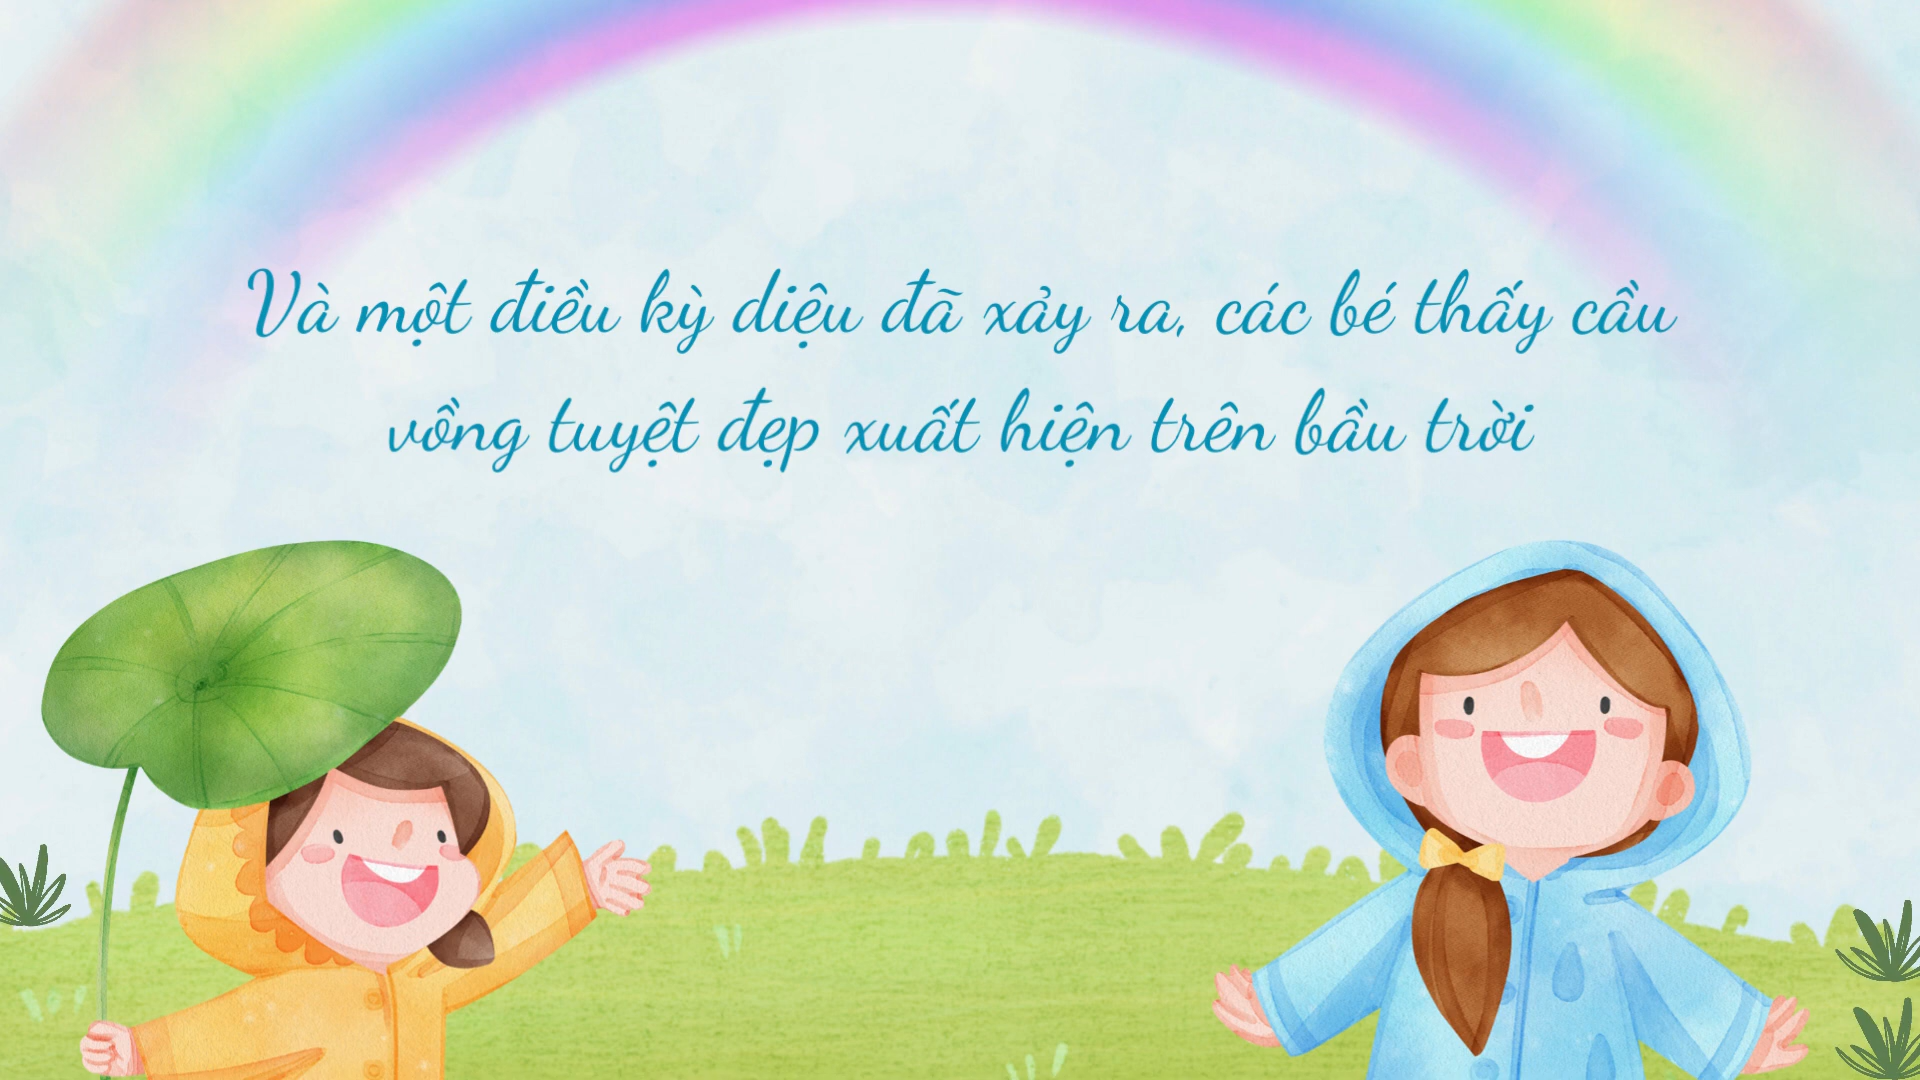 Và một điều kỳ diệu đã xảy ra, các bé thấy cầu
vồng tuyệt đẹp xuất hiện trên bầu trời